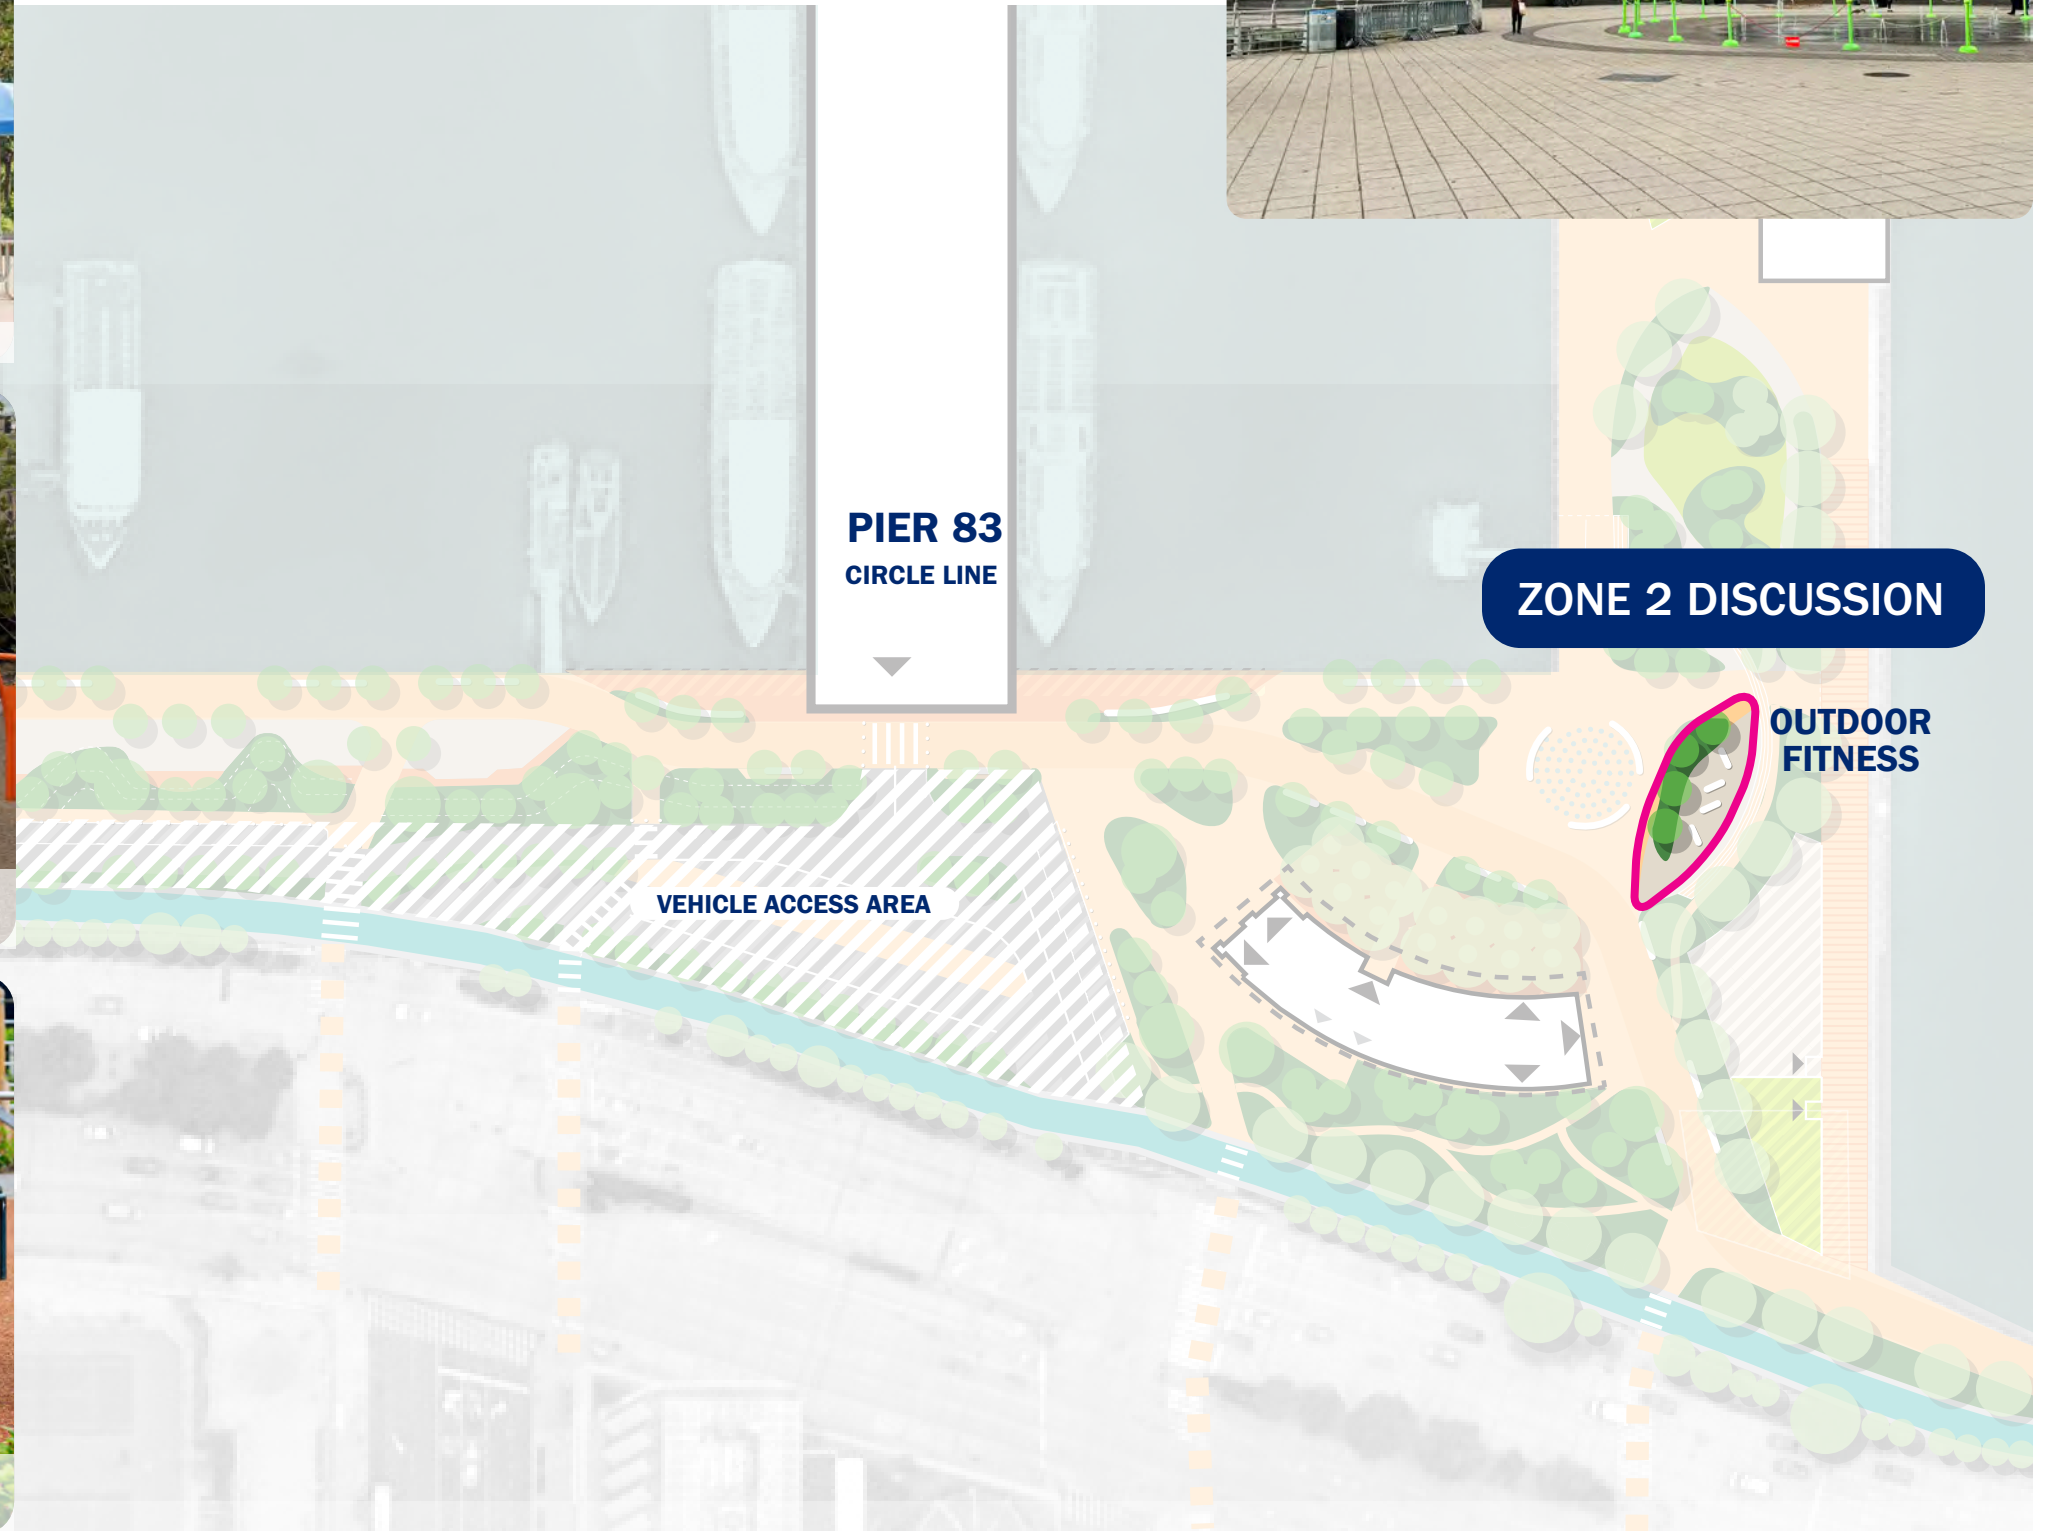 PIER 83
CIRCLE LINE
ZONE 2 DISCUSSION
OUTDOOR
FITNESS
VEHICLE ACCESS AREA